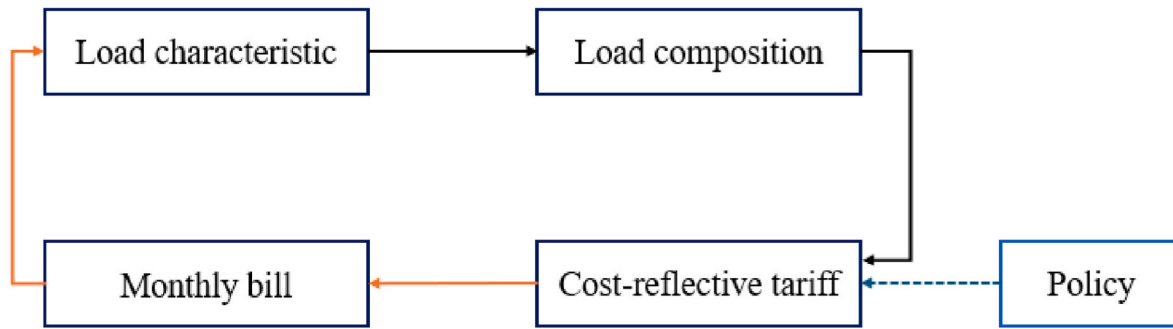 Load characteristic
Load composition
Monthly bill
Cost-reflective tariff
Policy